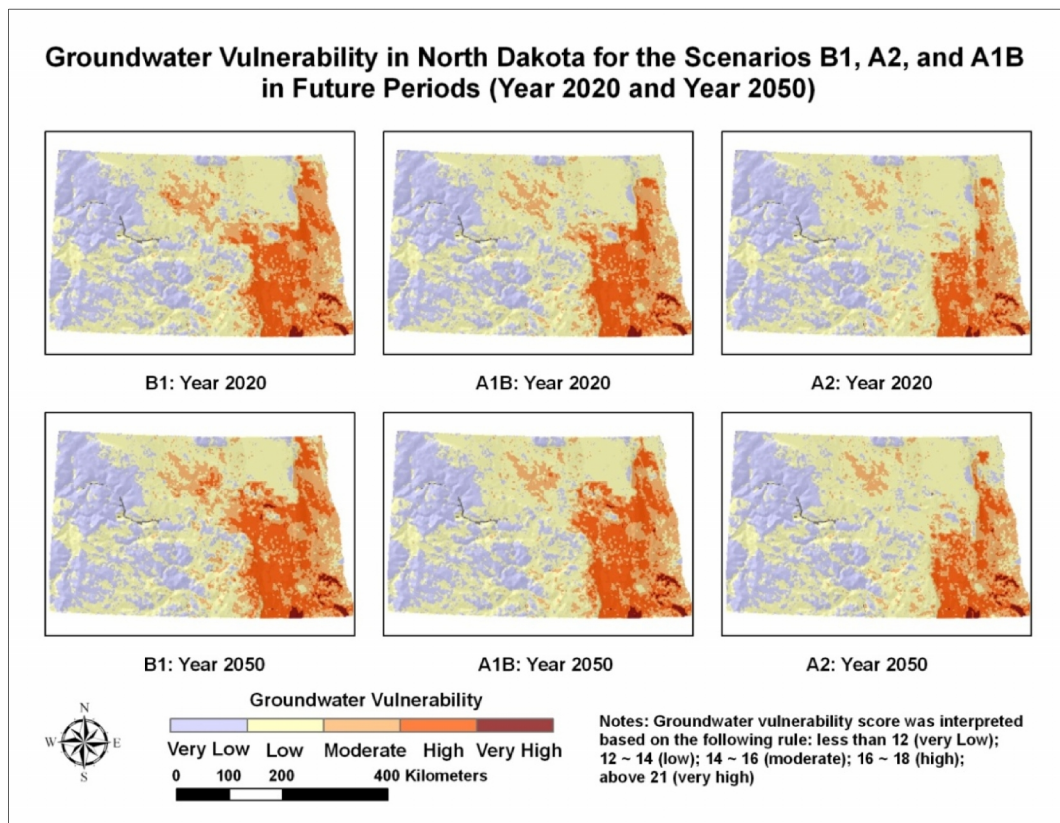 Groundwater Vulnerability in North Dakota for the Scenarios B1, A2, and A1B
in Future Periods (Year 2020 and Year 2050)
B1: Year 2020
A1B: Year 2020
A2: Year 2020
B1: Year 2050
A1B: Year 2050
A2: Year 2050
N
W E
S
Groundwater Vulnerability
Very Low Low Moderate High Very High
0 100 200 400 Kilometers
Notes: Groundwater vulnerability score was interpreted
based on the following rule: less than 12 (very Low);
12 ~ 14 (low); 14 ~ 16 (moderate); 16 ~ 18 (high);
above 21 (very high)